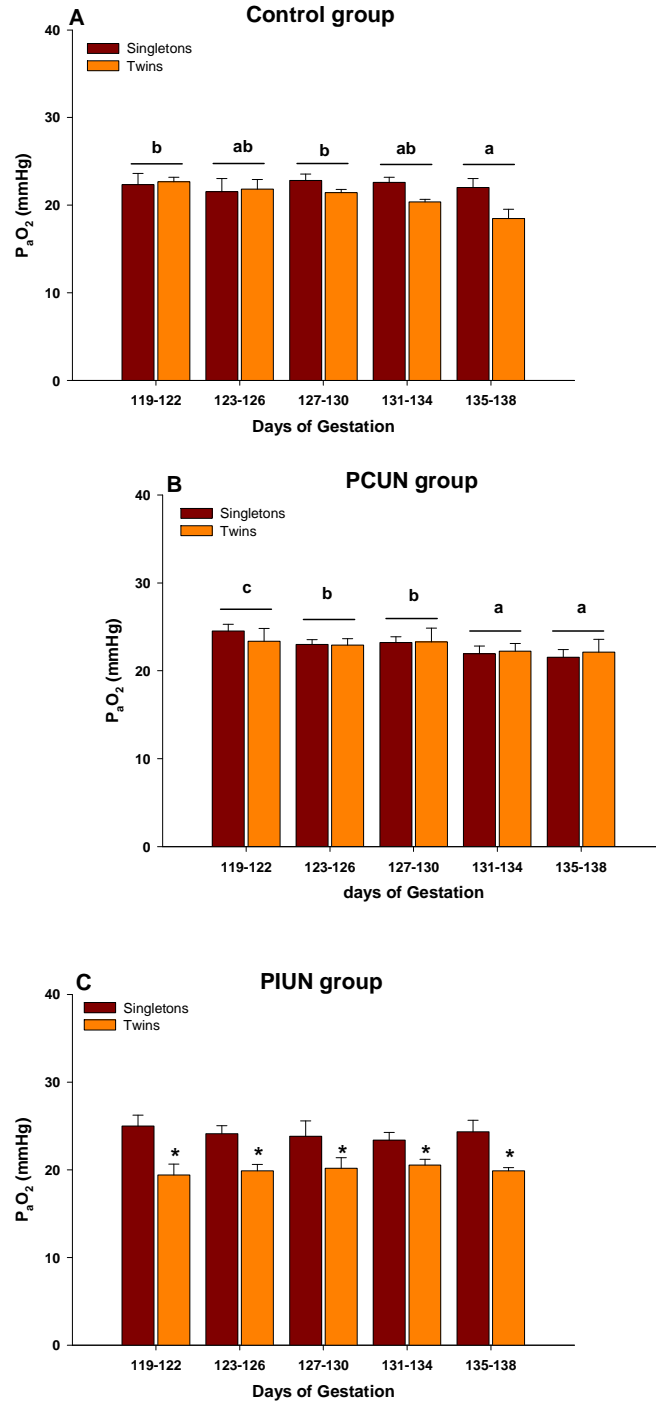 A
Control group
40
Singletons
Twins
30
b ab b ab a
20
10
0
PaO2 (mmHg)
119-122 123-126 127-130 131-134 135-138
Days of Gestation
B
PCUN group
40
Singletons
Twins
30
c b b a a
20
10
0
PaO2 (mmHg)
119-122 123-126 127-130 131-134 135-138
days of Gestation
C
PIUN group
40
Singletons
Twins
30
* * * * *
20
10
0
PaO2 (mmHg)
119-122 123-126 127-130 131-134 135-138
Days of Gestation